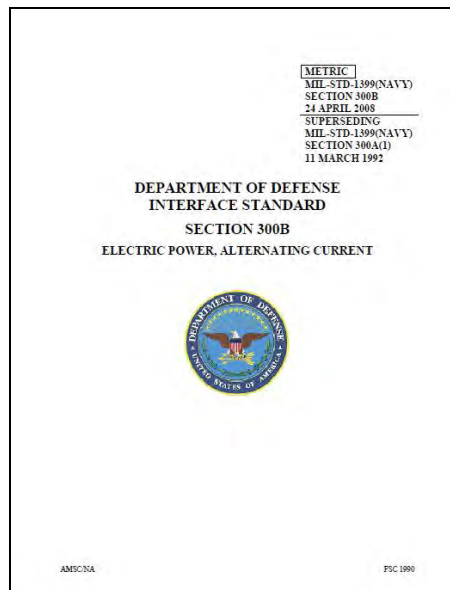 METRIC
MIL-STD-1399(NAVY)
SECTION 300B
24 APRIL 2008
SUPERSEDING
MIL-STD-1399(NAVY)
SECTION 300A(1)
11 MARCH 1992
DEPARTMENT OF DEFENSE
INTERFACE STANDARD
SECTION 300B
ELECTRIC POWER, ALTERNATING CURRENT
DEPARTMENT OF DEFENSE
UNITED STATES OF AMERICA
AMSC/NA
FSC 1990